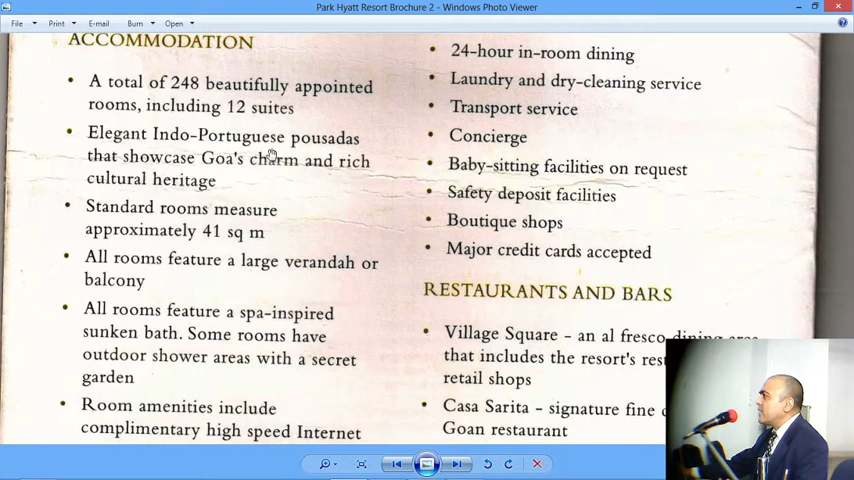 Park Hyatt Resort Brochure 2 - Windows Photo Viewer
File Print E-mail Burn Open
ACCOMMODATION
• A total of 248 beautifully appointed
rooms, including 12 suites
• Elegant Indo-Portuguese pousadas
that showcase Goa's charm and rich
cultural heritage
• Standard rooms measure
approximately 41 sq m
• All rooms feature a large verandah or
balcony
• All rooms feature a spa-inspired
sunken bath. Some rooms have
outdoor shower areas with a secret
garden
• Room amenities include
complimentary high speed Internet
• 24-hour in-room dining
• Laundry and dry-cleaning service
• Transport service
• Concierge
• Baby-sitting facilities on request
• Safety deposit facilities
• Boutique shops
• Major credit cards accepted
RESTAURANTS AND BARS
• Village Square - an al fresco dining
that includes the resort's
retail shops
• Casa Sarita - signature fine
Goan restaurant